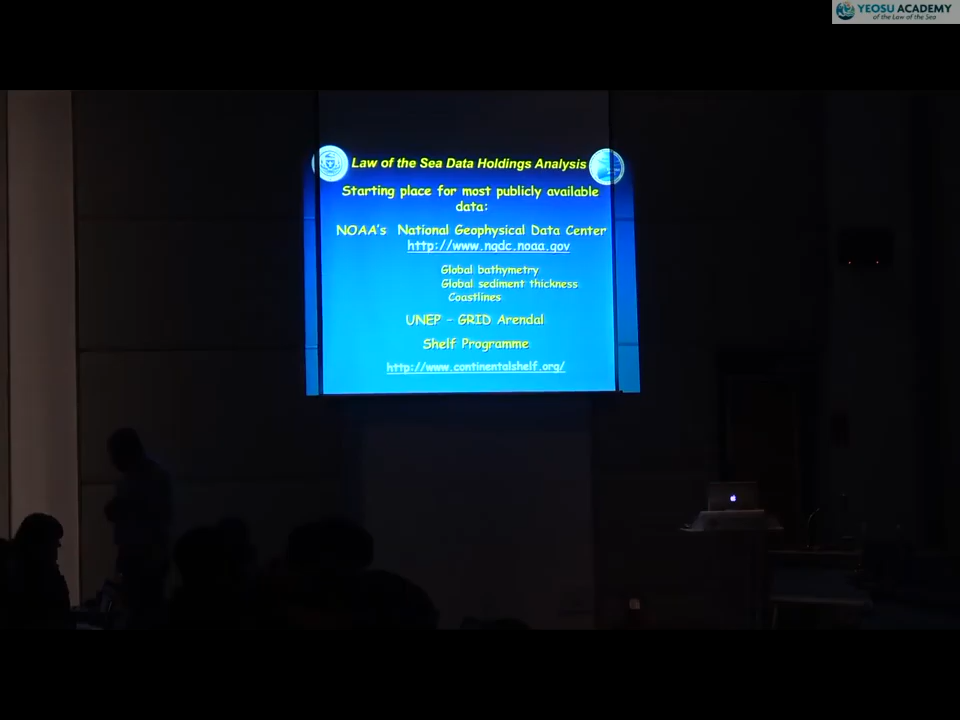 YEOSU ACADEMY
of the Law of the Sea
Law of the Sea Data Holdings Analysis
Starting place for most publicly available
data:
NOAA's National Geophysical Data Center
http://www.ngdc.noaa.gov
Global bathymetry
Global sediment thickness
Coastlines
UNEP - GRID Arendal
Shelf Programme
http://www.continentalshelf.org/